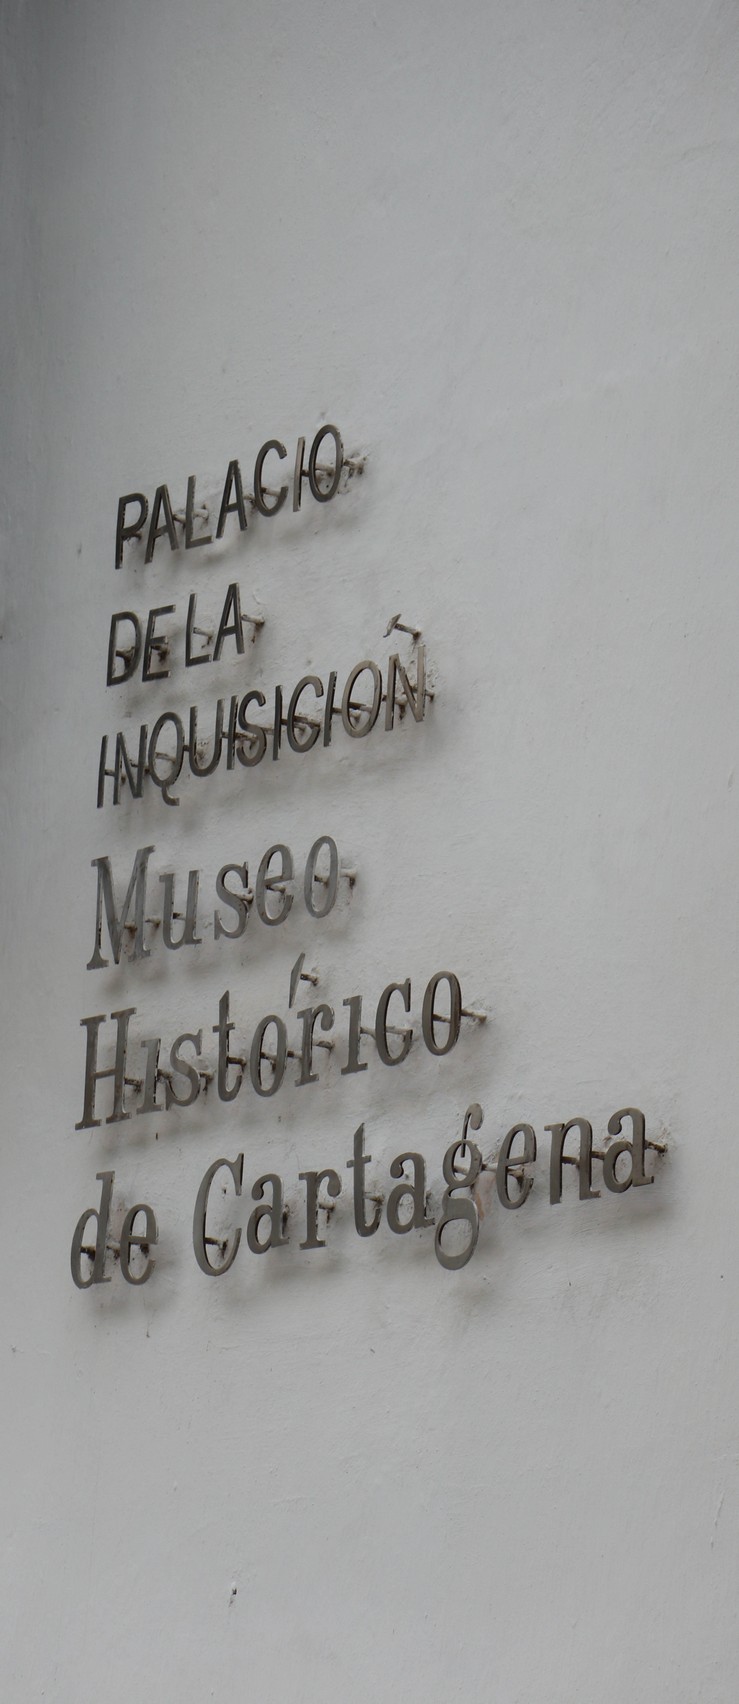 PALACIO
DE LA
INQUISICIÓN
Museo
Histórico
de Cartagena